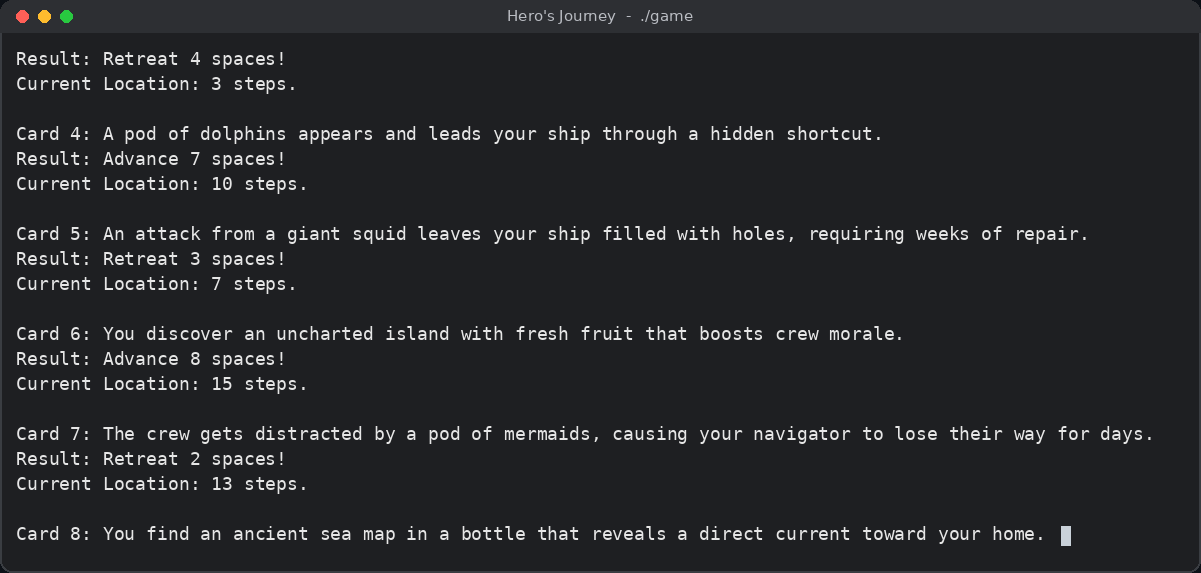 Hero's Journey - ./game
Result: Retreat 4 spaces!
Current Location: 3 steps.
Card 4: A pod of dolphins appears and leads your ship through a hidden shortcut.
Result: Advance 7 spaces!
Current Location: 10 steps.
Card 5: An attack from a giant squid leaves your ship filled with holes, requiring weeks of repair.
Result: Retreat 3 spaces!
Current Location: 7 steps.
Card 6: You discover an uncharted island with fresh fruit that boosts crew morale.
Result: Advance 8 spaces!
Current Location: 15 steps.
Card 7: The crew gets distracted by a pod of mermaids, causing your navigator to lose their way for days.
Result: Retreat 2 spaces!
Current Location: 13 steps.
Card 8: You find an ancient sea map in a bottle that reveals a direct current toward your home.